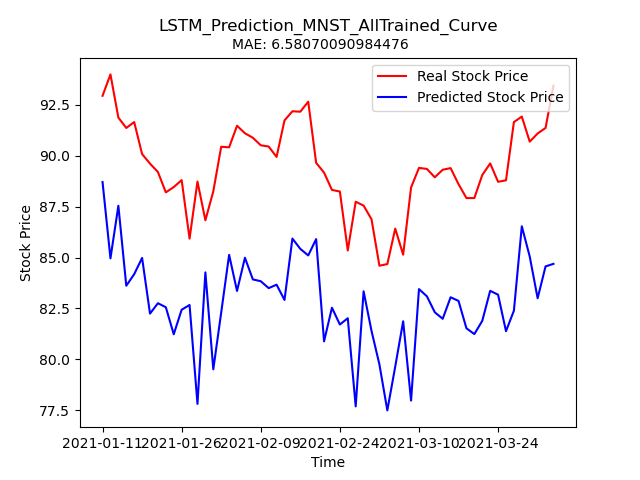 LSTM_Prediction_MNST_AllTrained_Curve
MAE: 6.58070090984476
Real Stock Price
Predicted Stock Price
92.5
90.0
87.5
85.0
82.5
80.0
77.5
Stock Price
2021-01-11 2021-01-26 2021-02-09 2021-02-24 2021-03-10 2021-03-24
Time